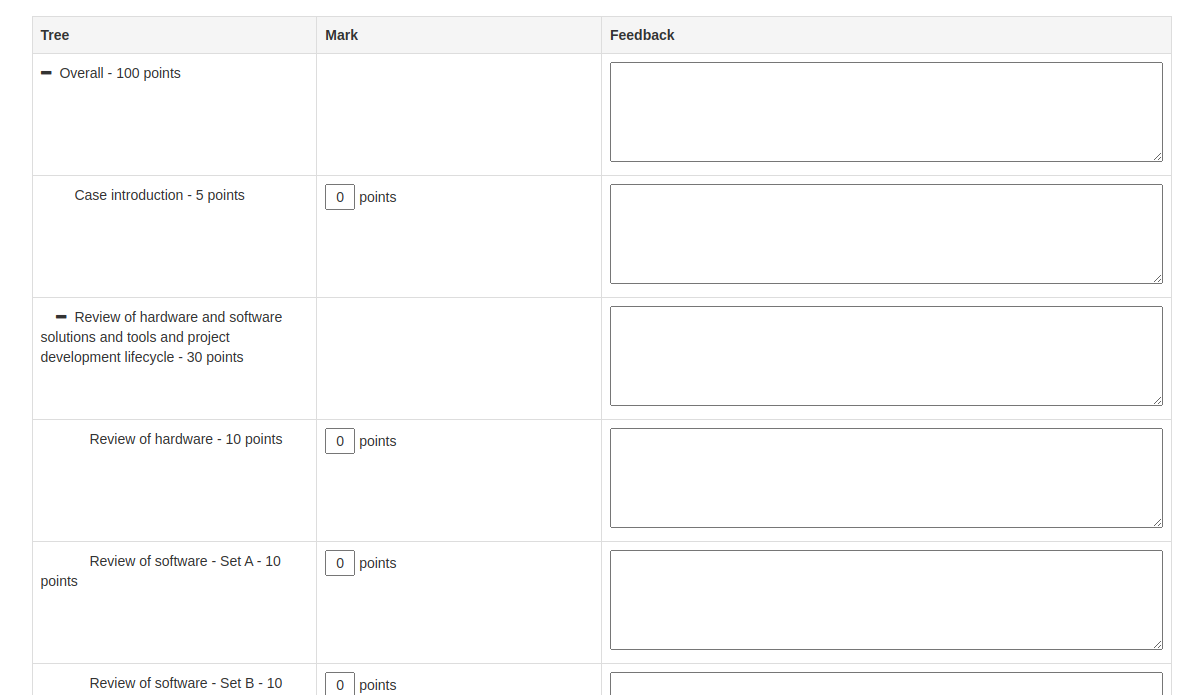 Tree Mark Feedback
Overall - 100 points
Case introduction - 5 points 0 points
Review of hardware and software
solutions and tools and project
development lifecycle - 30 points
Review of hardware - 10 points 0 points
Review of software - Set A - 10 0 points
points
Review of software - Set B - 10 0 points